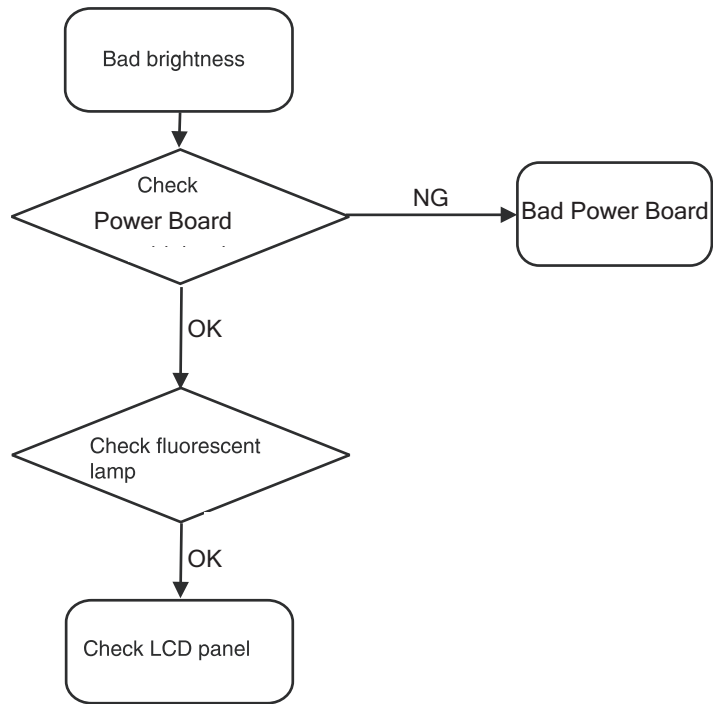 Bad brightness
Check
Power Board
NG
Bad Power Board
OK
Check fluorescent
lamp
OK
Check LCD panel